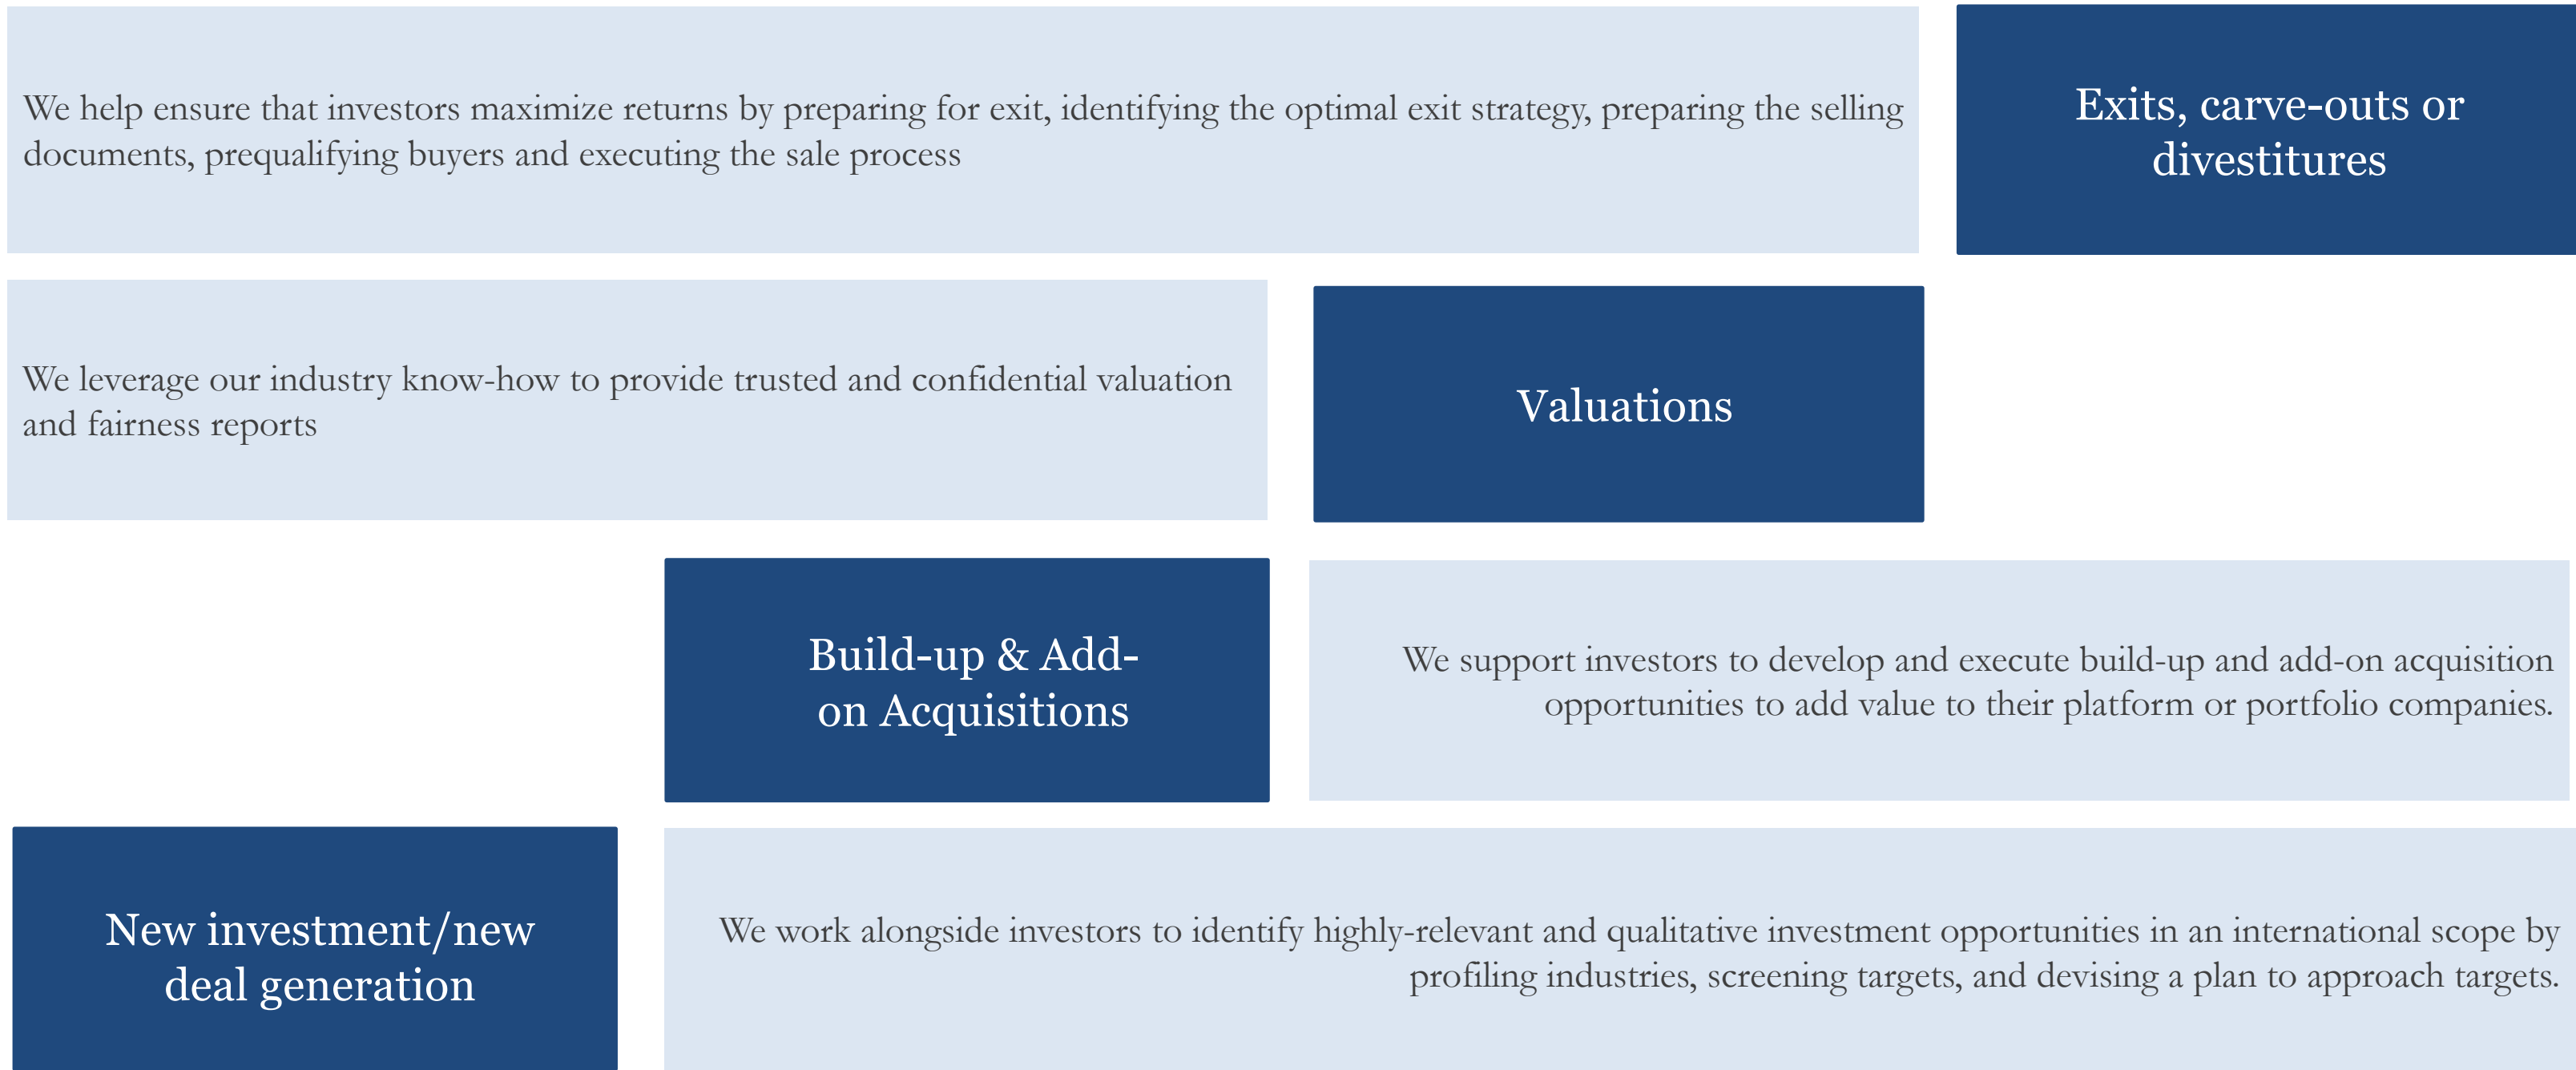 We help ensure that investors maximize returns by preparing for exit, identifying the optimal exit strategy, preparing the selling
documents, prequalifying buyers and executing the sale process
Exits, carve-outs or
divestitures
We leverage our industry know-how to provide trusted and confidential valuation
and fairness reports
Valuations
Build-up & Add-
on Acquisitions
We support investors to develop and execute build-up and add-on acquisition
opportunities to add value to their platform or portfolio companies.
New investment/new
deal generation
We work alongside investors to identify highly-relevant and qualitative investment opportunities in an international scope by
profiling industries, screening targets, and devising a plan to approach targets.